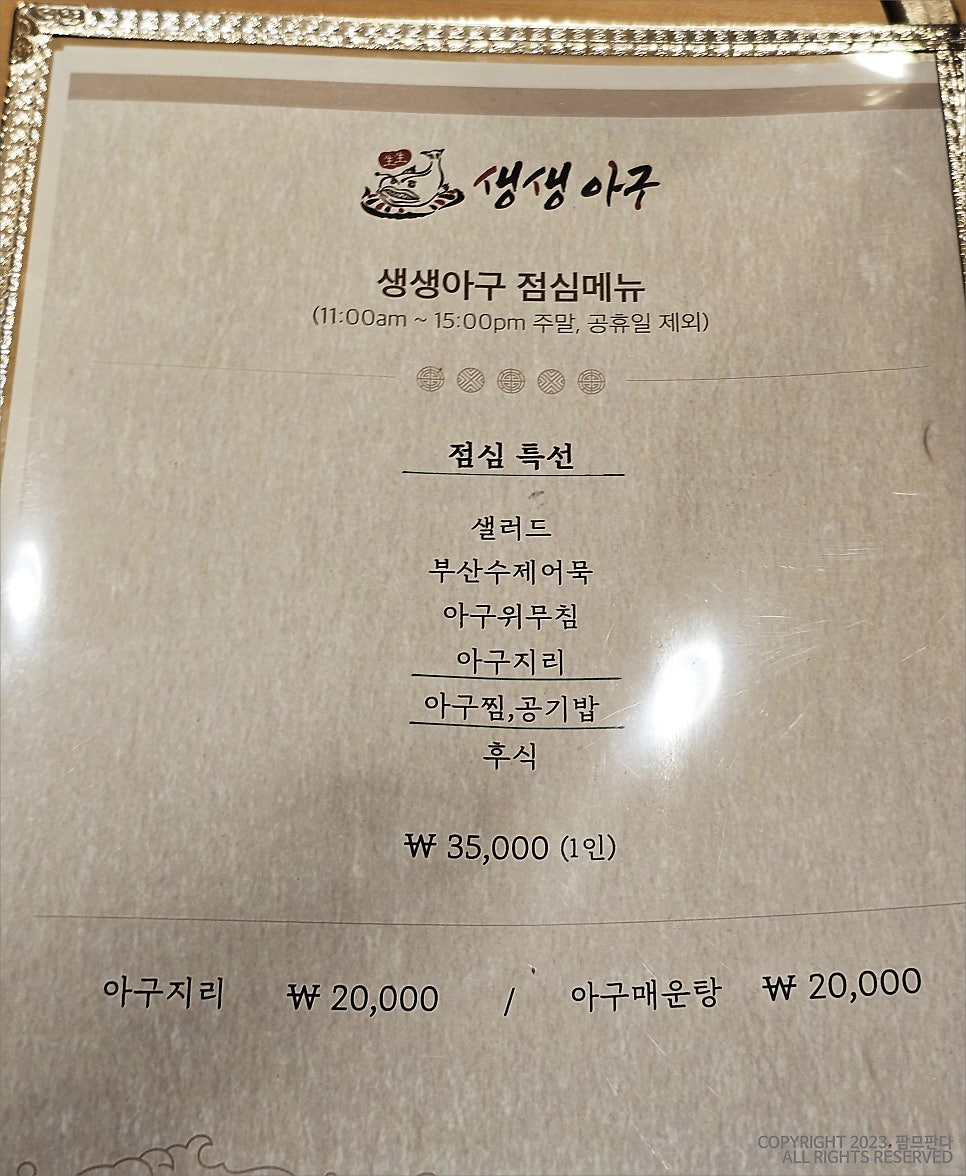 生生
생생 아구
생생아구 점심메뉴
(11:00am ~ 15:00pm 주말, 공휴일 제외)
점심 특선
샐러드
부산수제어묵
아구위무침
아구지리
아구찜,공기밥
후식
₩ 35,000 (1인)
아구지리 ₩ 20,000 / 아구매운탕 ₩ 20,000
COPYRIGHT 2023. 팜므판다
ALL RIGHTS RESERVED